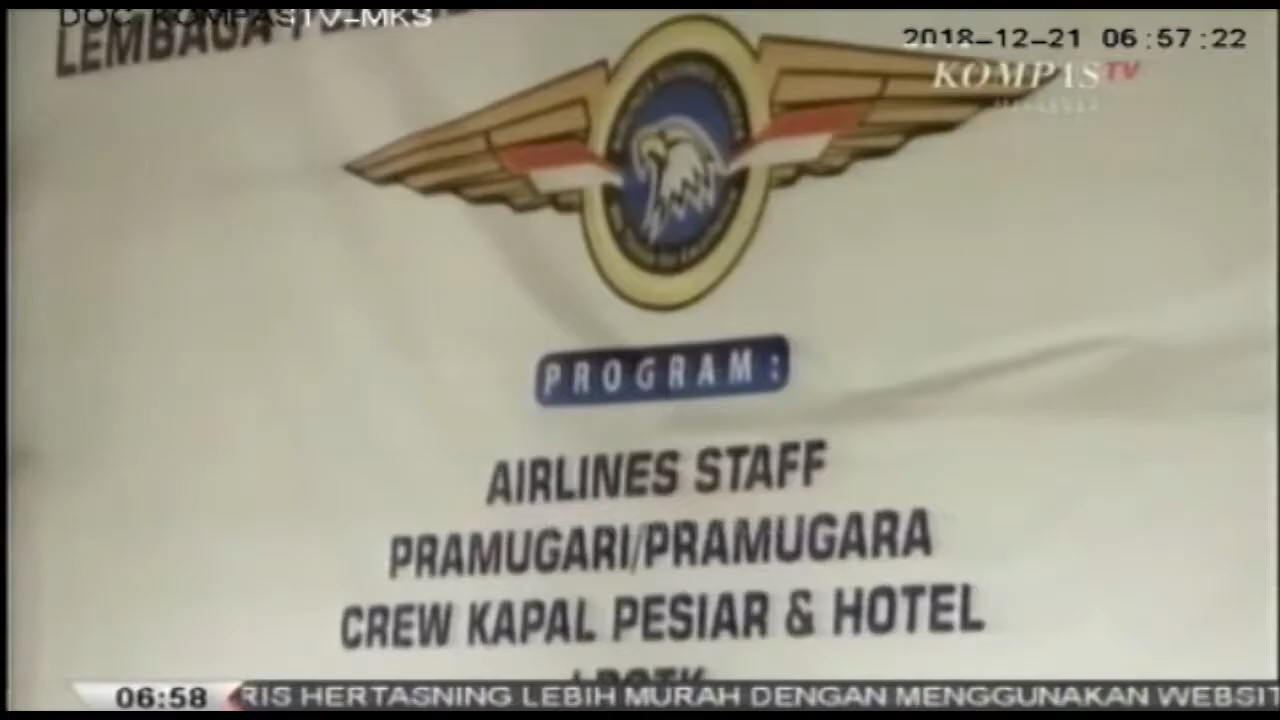 DOC. KOMPASTV-MKS
2018-12-21 06:57:22
LEMBAGA
KOMPASTV
PROGRAM :
AIRLINES STAFF
PRAMUGARI/PRAMUGARA
CREW KAPAL PESIAR & HOTEL
06:58
RIS HERTASNING LEBIH MURAH DENGAN MENGGUNAKAN WEBSIT